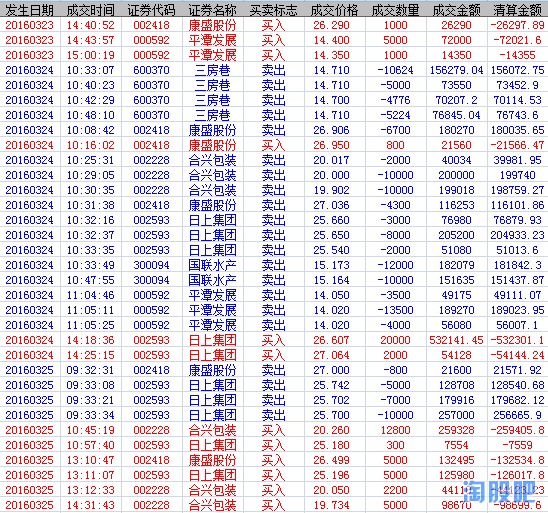 发生日期 成交时间 证券代码 证券名称 买卖标志 成交价格 成交数量 成交金额 清算金额
20160323 14:40:52 002418 康盛股份 买入 26.290 1000 26290 -26297.89
20160323 14:43:57 000592 平潭发展 买入 14.400 5000 72000 -72021.6
20160323 15:00:19 000592 平潭发展 买入 14.350 1000 14350 -14355
20160324 10:33:07 600370 三房巷 卖出 14.710 -10624 156279.04 156072.75
20160324 10:40:23 600370 三房巷 卖出 14.710 -5000 73550 73452.9
20160324 10:42:29 600370 三房巷 卖出 14.700 -4776 70207.2 70114.53
20160324 10:48:10 600370 三房巷 卖出 14.710 -5224 76845.04 76743.6
20160324 10:08:42 002418 康盛股份 卖出 26.906 -6700 180270 180035.65
20160324 10:16:02 002418 康盛股份 买入 26.950 800 21560 -21566.47
20160324 10:25:31 002228 合兴包装 卖出 20.017 -2000 40034 39981.95
20160324 10:29:05 002228 合兴包装 卖出 20.000 -10000 200000 199740
20160324 10:30:35 002228 合兴包装 卖出 19.902 -10000 199018 198759.27
20160324 10:31:38 002418 康盛股份 卖出 27.036 -4300 116253 116101.86
20160324 10:32:16 002593 日上集团 卖出 25.660 -3000 76980 76879.93
20160324 10:32:37 002593 日上集团 卖出 25.650 -8000 205200 204933.23
20160324 10:33:35 002593 日上集团 卖出 25.540 -2000 51080 51013.6
20160324 10:33:49 300094 国联水产 卖出 15.173 -12000 182079 181842.3
20160324 10:47:55 300094 国联水产 卖出 15.164 -10000 151635 151437.87
20160324 11:04:46 000592 平潭发展 卖出 14.050 -3500 49175 49111.07
20160324 11:05:11 000592 平潭发展 卖出 14.020 -13500 189270 189023.95
20160324 11:05:25 000592 平潭发展 卖出 14.020 -4000 56080 56007.1
20160324 14:18:36 002593 日上集团 买入 26.607 20000 532141.45 -532301.1
20160324 14:25:15 002593 日上集团 买入 27.064 2000 54128 -54144.24
20160325 09:32:31 002418 康盛股份 卖出 27.000 -800 21600 21571.92
20160325 09:33:08 002593 日上集团 卖出 25.742 -5000 128708 128540.68
20160325 09:33:21 002593 日上集团 卖出 25.702 -7000 179916 179682.12
20160325 09:33:34 002593 日上集团 卖出 25.700 -10000 257000 256665.9
20160325 10:45:19 002228 合兴包装 买入 20.260 12800 259328 -259405.8
20160325 10:57:40 002593 日上集团 买入 25.180 300 7554 -7559
20160325 13:10:47 002418 康盛股份 买入 26.499 5000 132495 -132534.8
20160325 13:11:07 002593 日上集团 买入 25.196 5000 125980 -126017.8
20160325 13:12:33 002228 合兴包装 买入 20.050 2200 44110
20160325 14:31:43 002228 合兴包装 买入 19.734 5000 98670 -98699.6
淘股吧